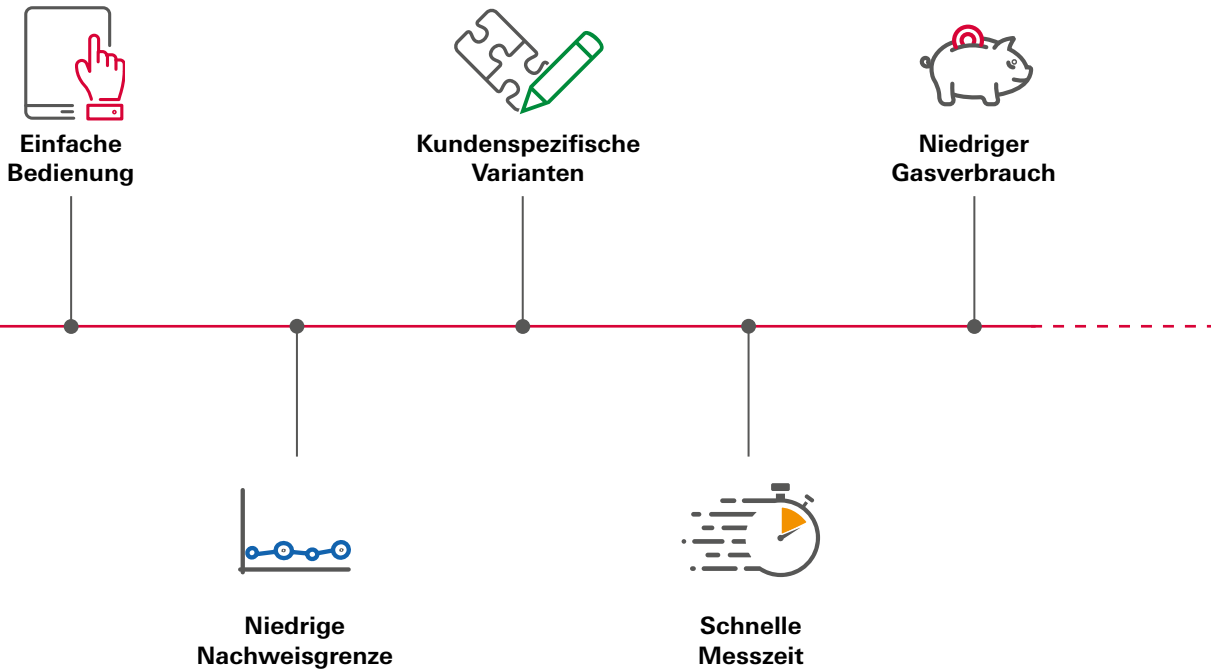 Einfache
Bedienung
Kundenspezifische
Varianten
Niedriger
Gasverbrauch
Niedrige
Nachweisgrenze
Schnelle
Messzeit